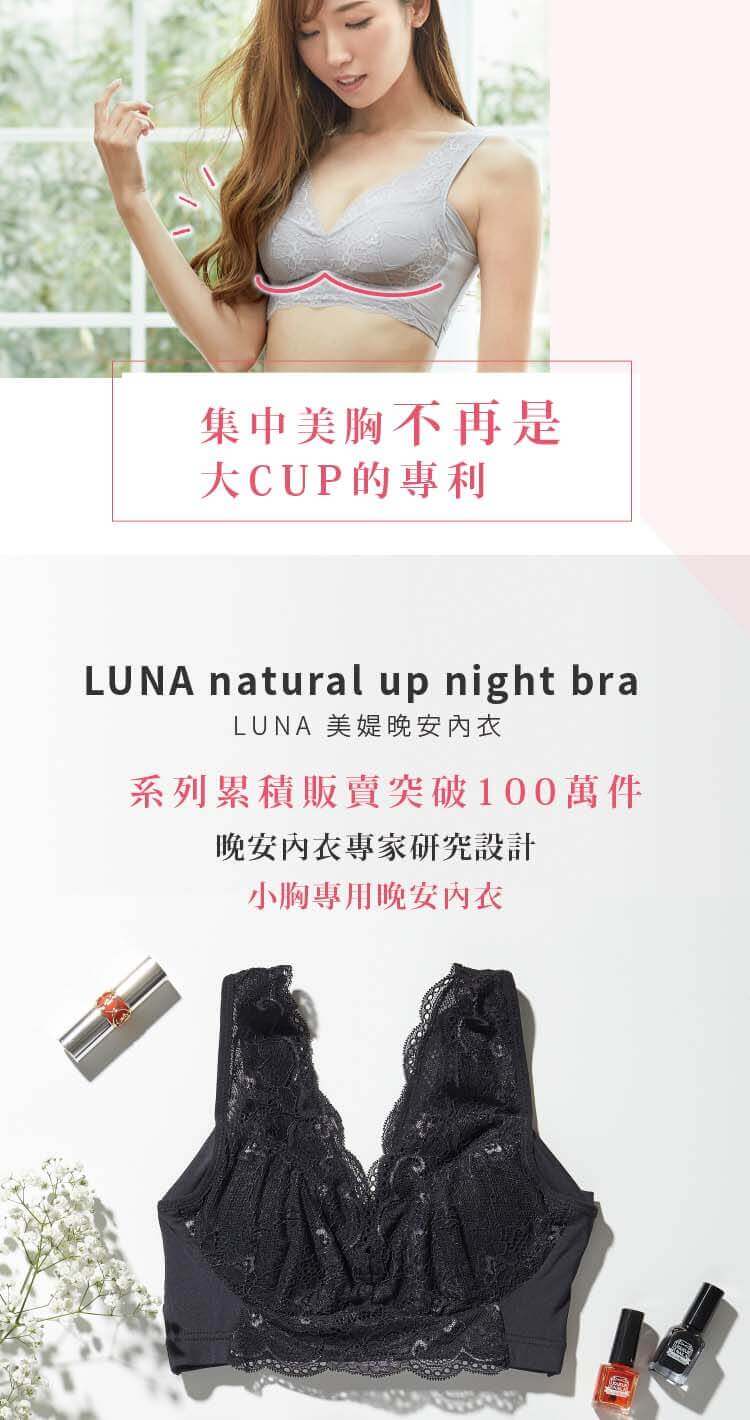 集中美胸不再是
大CUP的專利
LUNA natural up night bra
LUNA 美媞晚安內衣
系列累積販賣突破100萬件
晚安內衣專家研究設計
小胸專用晚安內衣